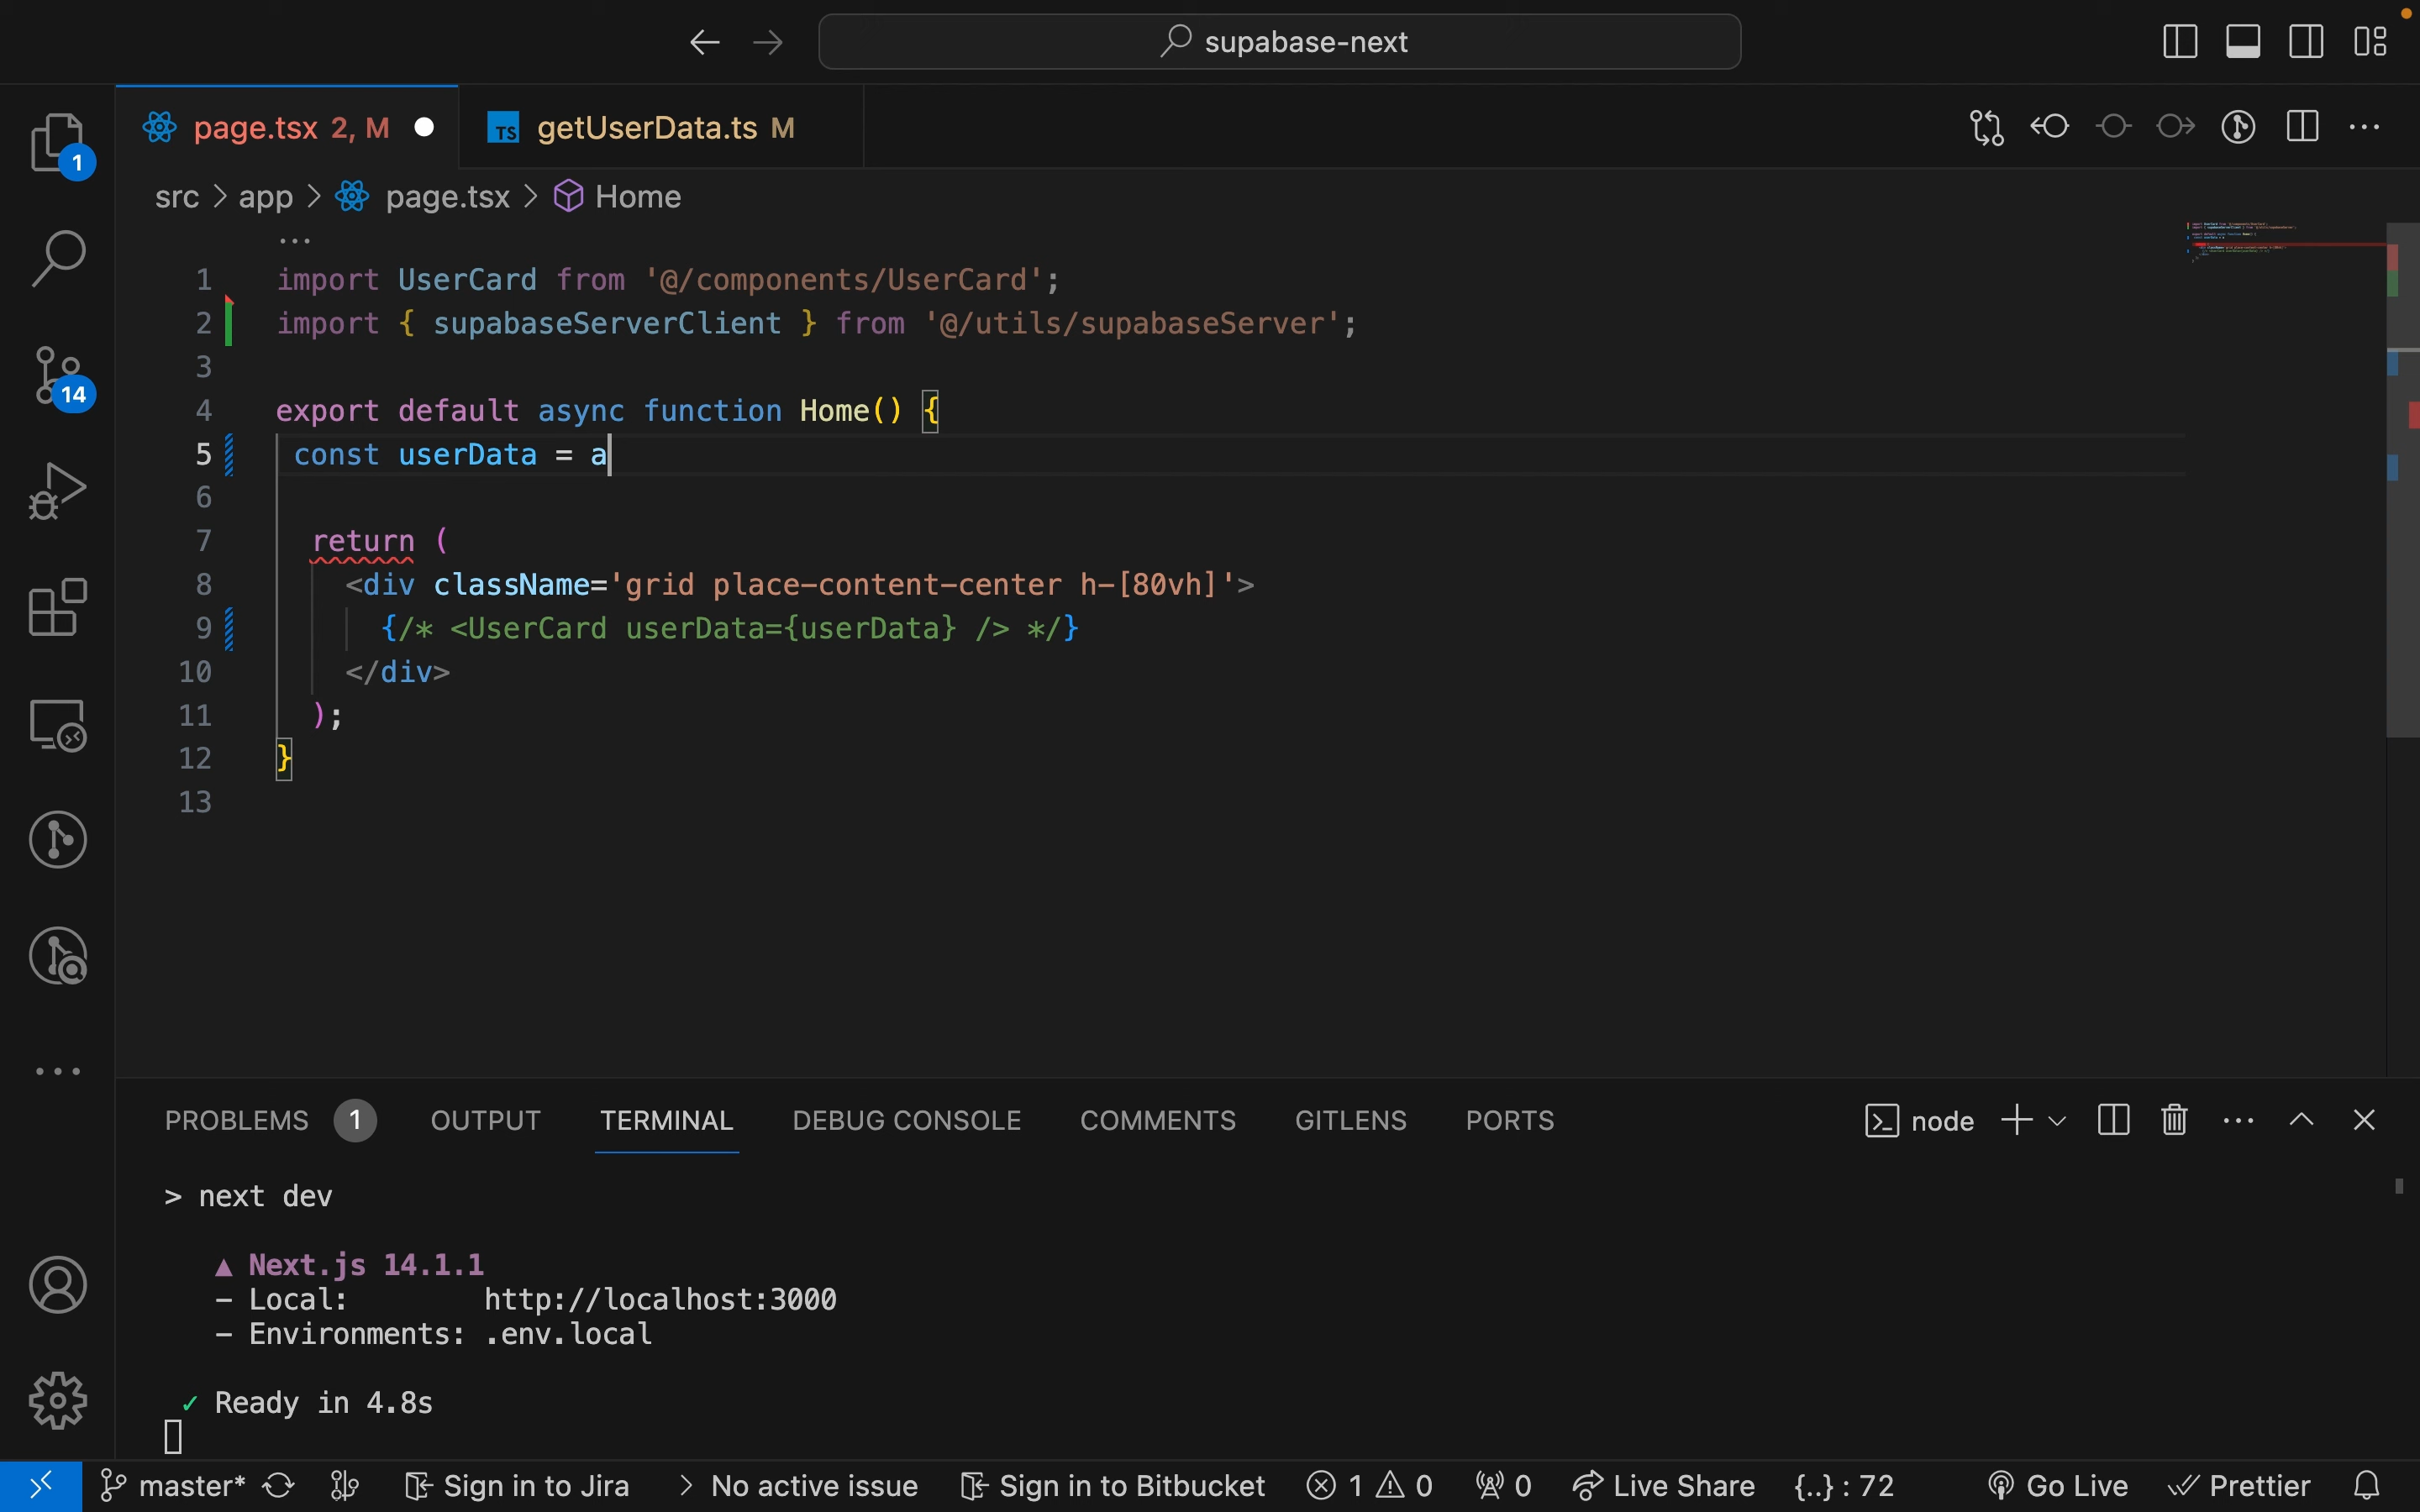 supabase-next
page.tsx 2, M
TS getUserData.ts M
src > app > page.tsx > Home
...
1 import UserCard from '@/components/UserCard';
2 import { supabaseServerClient } from '@/utils/supabaseServer';
3
4 export default async function Home() {
5 const userData = a
6
7 return (
8 <div className='grid place-content-center h-[80vh]'>
9 {/* <UserCard userData={userData} /> */}
10 </div>
11 );
12 }
13
1
14
PROBLEMS 1 OUTPUT TERMINAL DEBUG CONSOLE COMMENTS GITLENS PORTS node
> next dev
▲ Next.js 14.1.1
- Local: http://localhost:3000
- Environments: .env.local
✓ Ready in 4.8s
master* Sign in to Jira > No active issue Sign in to Bitbucket 1 0 0 Live Share {..} : 72 Go Live Prettier